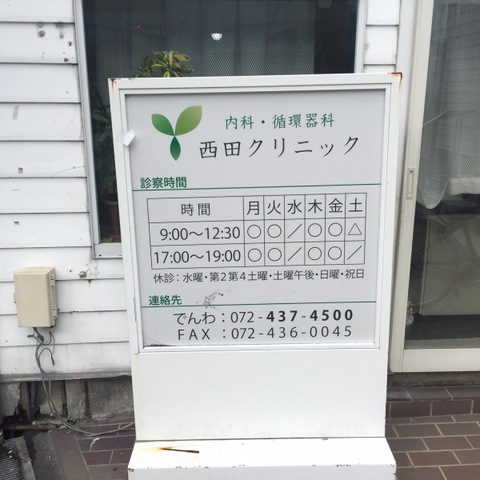 内科・循環器科
西田クリニック
診察時間
時間 月 火 水 木 金 土
9:00～12:30 ○ ○ ／ ○ ○ △
17:00～19:00 ○ ○ ／ ○ ○ ／
休診：水曜・第2第4土曜・土曜午後・日曜・祝日
連絡先
でんわ：072-437-4500
FAX：072-436-0045